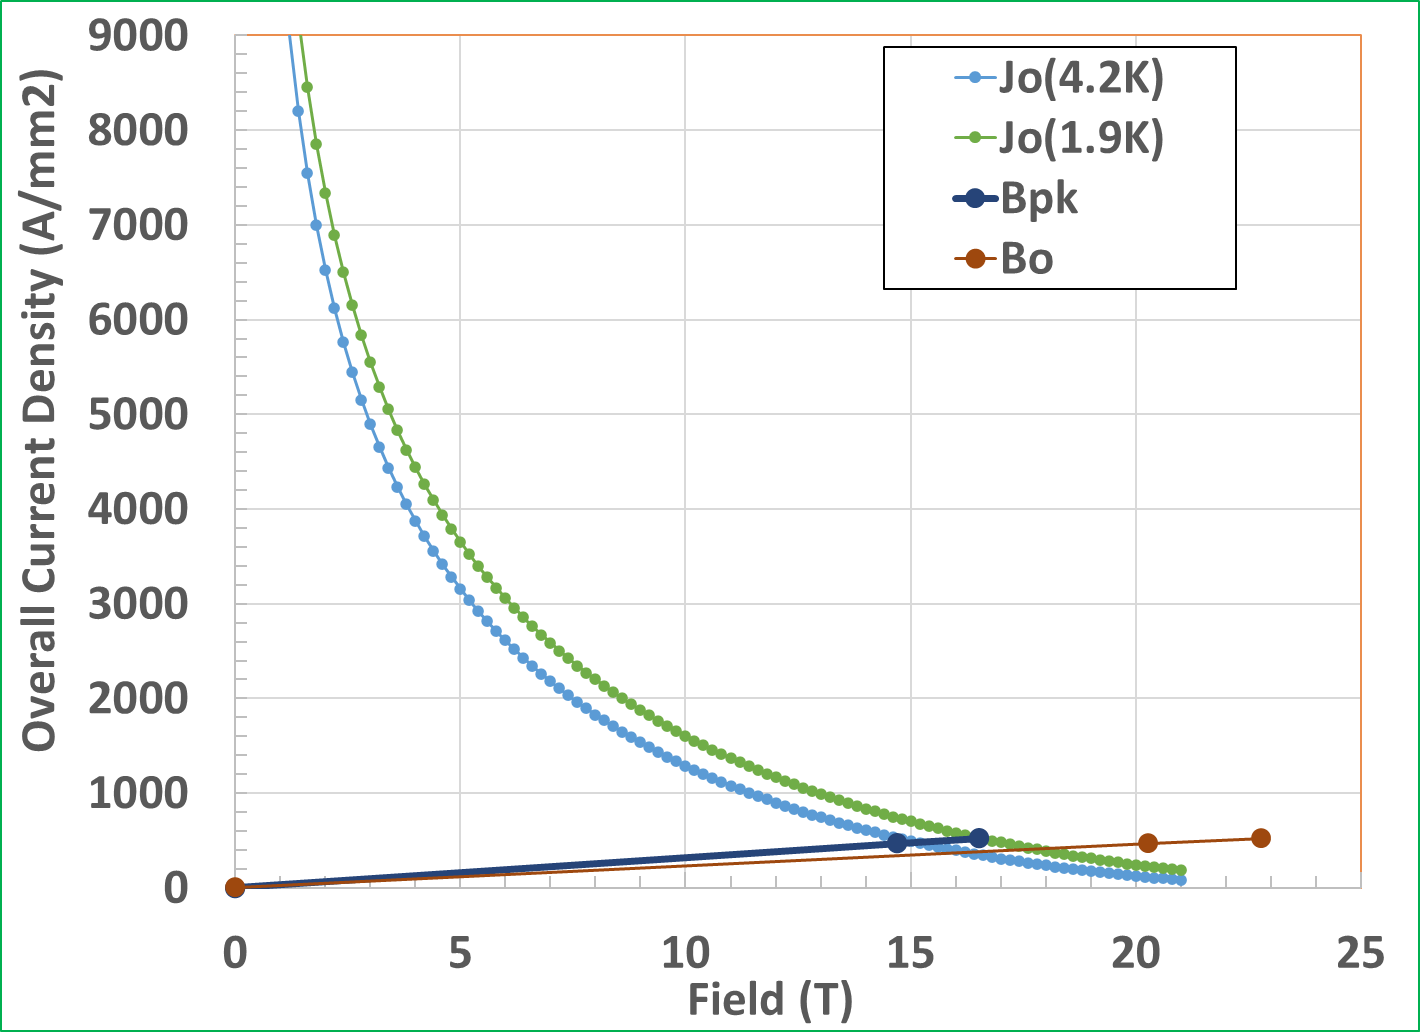 Overall Current Density (A/mm2)
9000
8000
7000
6000
5000
4000
3000
2000
1000
0
Jo(4.2K)
Jo(1.9K)
Bpk
Bo
0 5 10 15 20 25
Field (T)